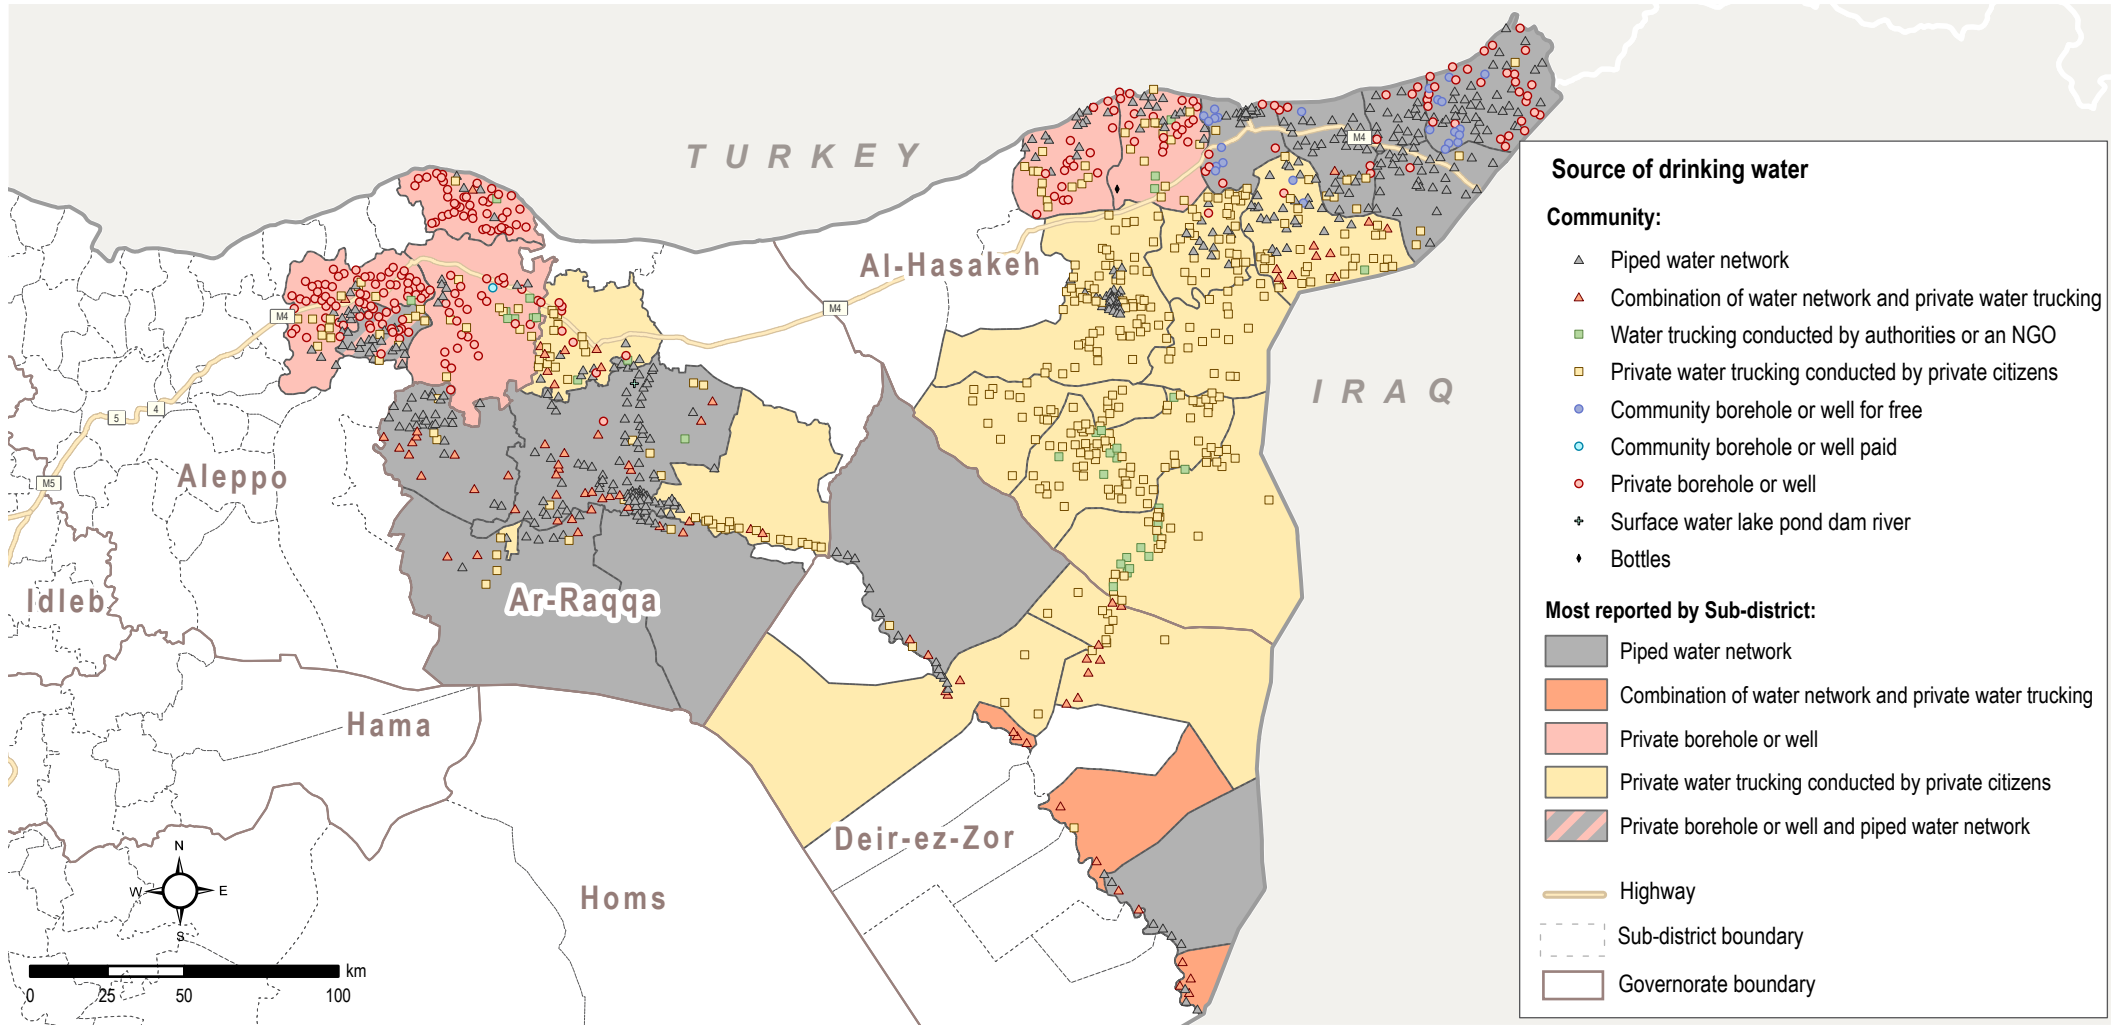 TURKEY
IRAQ
Al-Hasakeh
Aleppo
Idleb
Ar-Raqqa
Hama
Homs
Deir-ez-Zor
M4
M4
M4
4
5
M5
N
W
E
S
km
0
25
50
100
Source of drinking water
Community:
Piped water network
Combination of water network and private water trucking
Water trucking conducted by authorities or an NGO
Private water trucking conducted by private citizens
Community borehole or well for free
Community borehole or well paid
Private borehole or well
Surface water lake pond dam river
Bottles
Most reported by Sub-district:
Piped water network
Combination of water network and private water trucking
Private borehole or well
Private water trucking conducted by private citizens
Private borehole or well and piped water network
Highway
Sub-district boundary
Governorate boundary